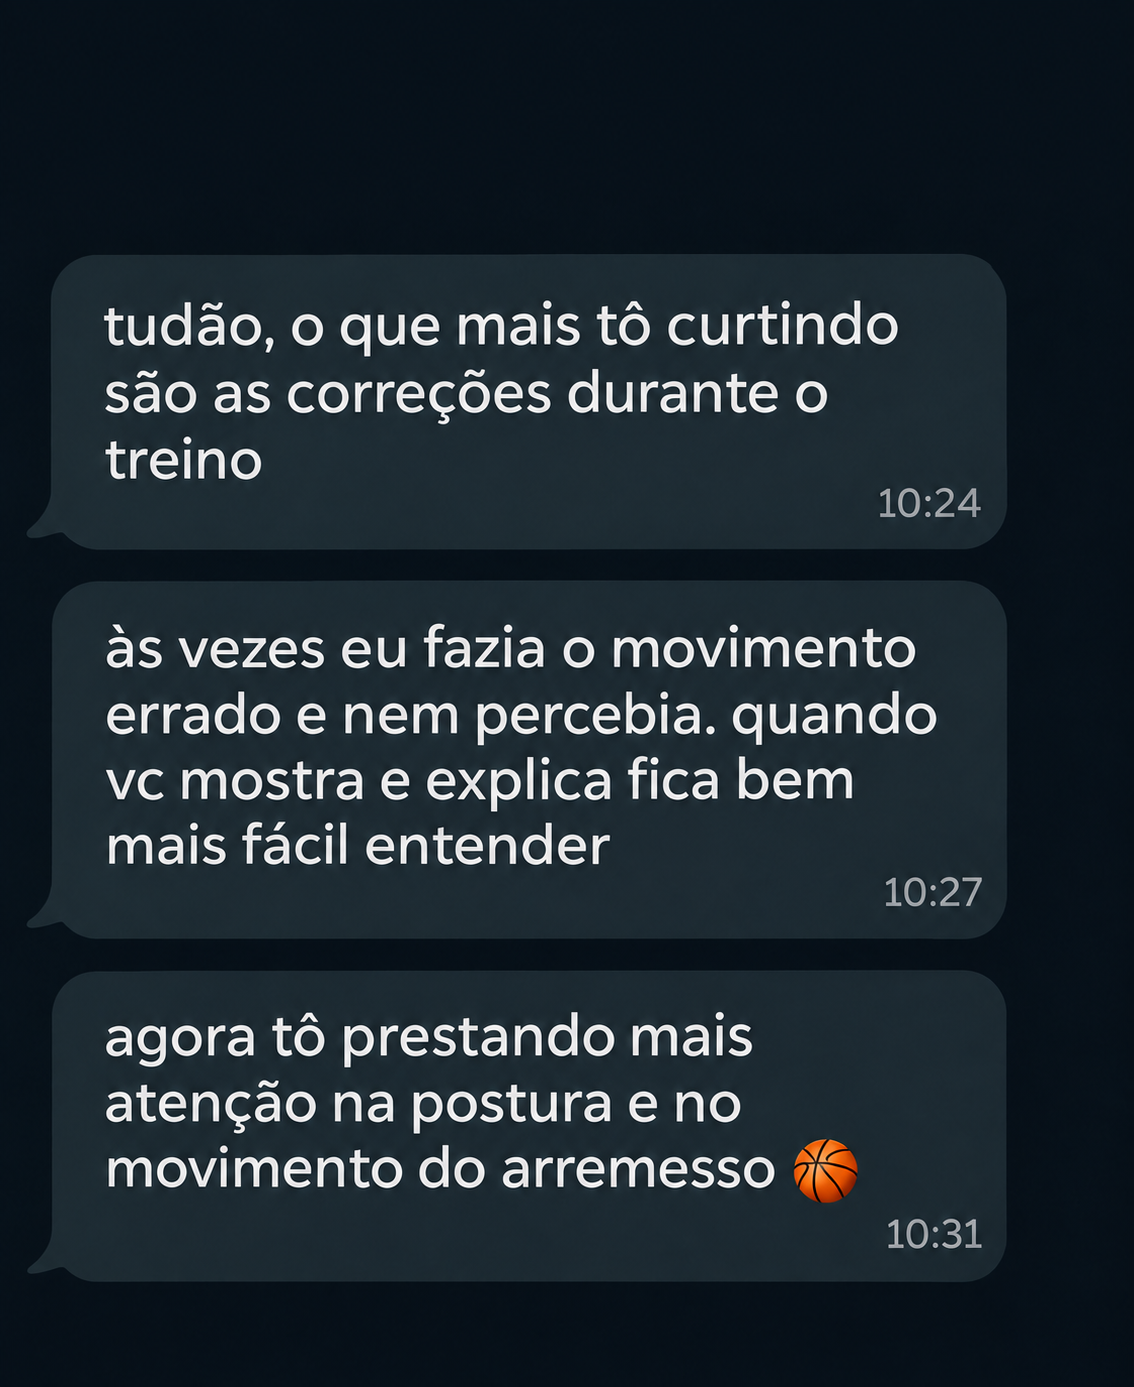 tudão, o que mais tô curtindo
são as correções durante o
treino
10:24
às vezes eu fazia o movimento
errado e nem percebia. quando
vc mostra e explica fica bem
mais fácil entender
10:27
agora tô prestando mais
atenção na postura e no
movimento do arremesso 🏀
10:31